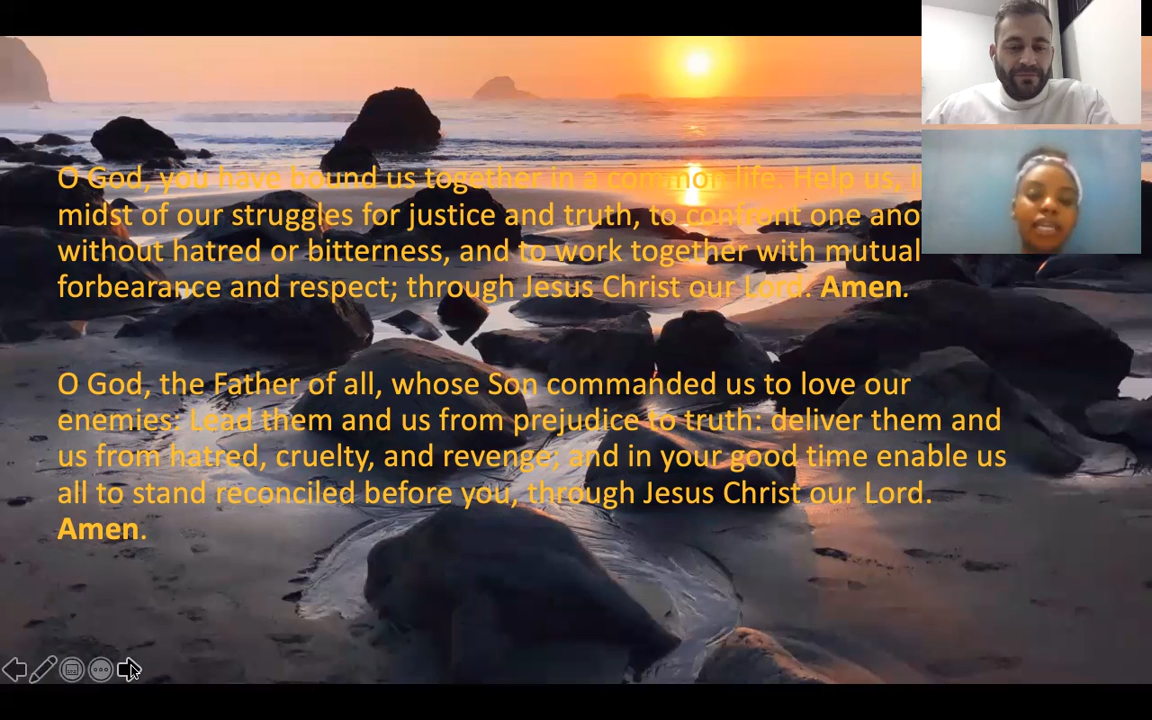 O God, you have bound us together in a common life. Help us,
midst of our struggles for justice and truth, to confront one ano
without hatred or bitterness, and to work together with mutual
forbearance and respect; through Jesus Christ our Lord. Amen.
O God, the Father of all, whose Son commanded us to love our
enemies: Lead them and us from prejudice to truth: deliver them and
us from hatred, cruelty, and revenge; and in your good time enable us
all to stand reconciled before you, through Jesus Christ our Lord.
Amen.